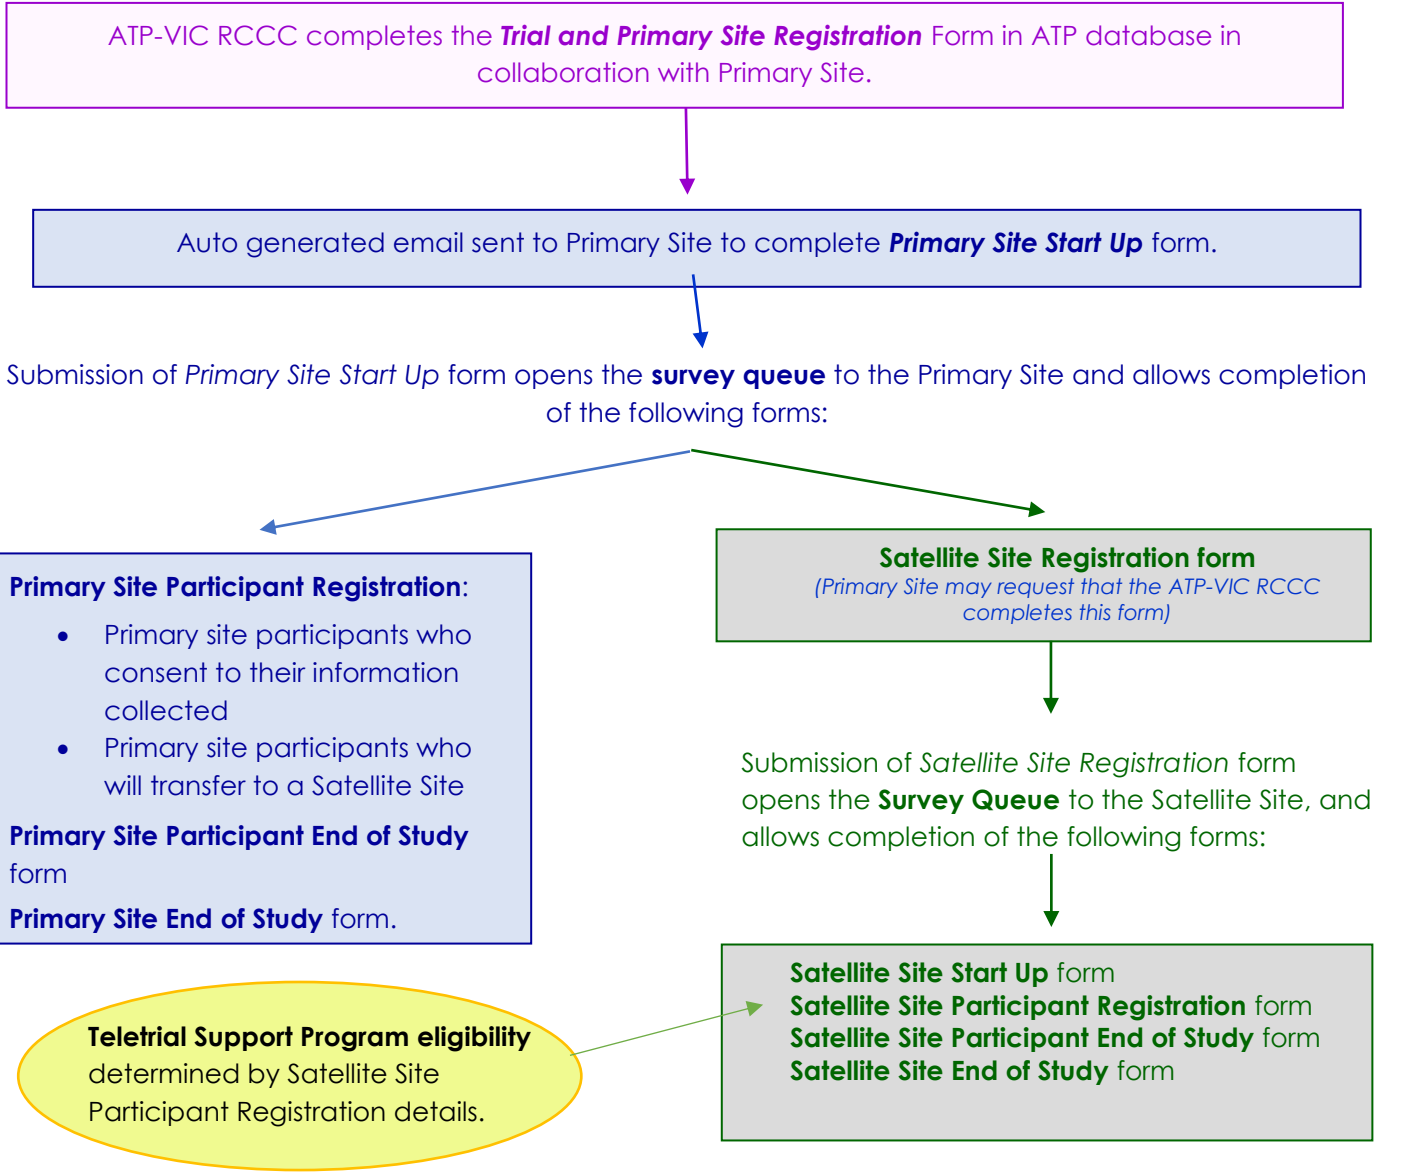 ATP-VIC RCCC completes the Trial and Primary Site Registration Form in ATP database in
collaboration with Primary Site.
Auto generated email sent to Primary Site to complete Primary Site Start Up form.
Submission of Primary Site Start Up form opens the survey queue to the Primary Site and allows completion
of the following forms:
Primary Site Participant Registration:
• Primary site participants who
consent to their information
collected
• Primary site participants who
will transfer to a Satellite Site
Primary Site Participant End of Study
form
Primary Site End of Study form.
Satellite Site Registration form
(Primary Site may request that the ATP-VIC RCCC
completes this form)
Submission of Satellite Site Registration form
opens the Survey Queue to the Satellite Site, and
allows completion of the following forms:
Satellite Site Start Up form
Satellite Site Participant Registration form
Satellite Site Participant End of Study form
Satellite Site End of Study form
Teletrial Support Program eligibility
determined by Satellite Site
Participant Registration details.